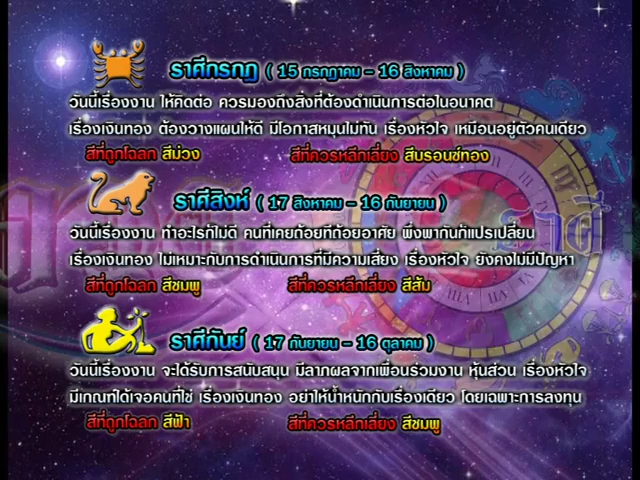 ราศีกรกฎ ( 15 กรกฎาคม - 16 สิงหาคม )
วันนี้เรื่องงาน ให้คิดต่อ ควรมองถึงสิ่งที่ต้องดำเนินการต่อในอนาคต
เรื่องเงินทอง ต้องวางแผนให้ดี มีโอกาสหมุนไม่ทัน เรื่องหัวใจ เหมือนอยู่ตัวคนเดียว
สีที่ถูกโฉลก สีม่วง สีที่ควรหลีกเลี่ยง สีบรอนซ์ทอง
ราศีสิงห์ ( 17 สิงหาคม - 16 กันยายน )
วันนี้เรื่องงาน ทำอะไรก็ไม่ดี คนที่เคยถ้อยทีถ้อยอาศัย พึ่งพากันก็แปรเปลี่ยน
เรื่องเงินทอง ไม่เหมาะกับการดำเนินการที่มีความเสี่ยง เรื่องหัวใจ ยังคงไม่มีปัญหา
สีที่ถูกโฉลก สีชมพู สีที่ควรหลีกเลี่ยง สีส้ม
ราศีกันย์ ( 17 กันยายน - 16 ตุลาคม )
วันนี้เรื่องงาน จะได้รับการสนับสนุน มีลาภผลจากเพื่อนร่วมงาน หุ้นส่วน เรื่องหัวใจ
มีเกณฑ์ได้เจอคนที่ใช่ เรื่องเงินทอง อย่าให้น้ำหนักกับเรื่องเดียว โดยเฉพาะการลงทุน
สีที่ถูกโฉลก สีฟ้า สีที่ควรหลีกเลี่ยง สีชมพู